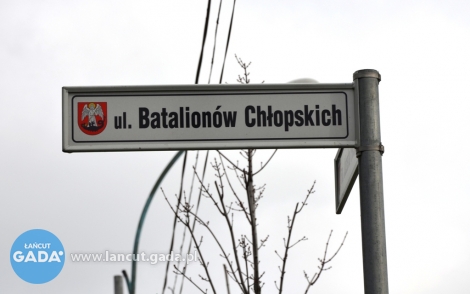 ul. Batalionów Chłopskich
ŁAŃCUT
GADA
www.lancut.gada.pl